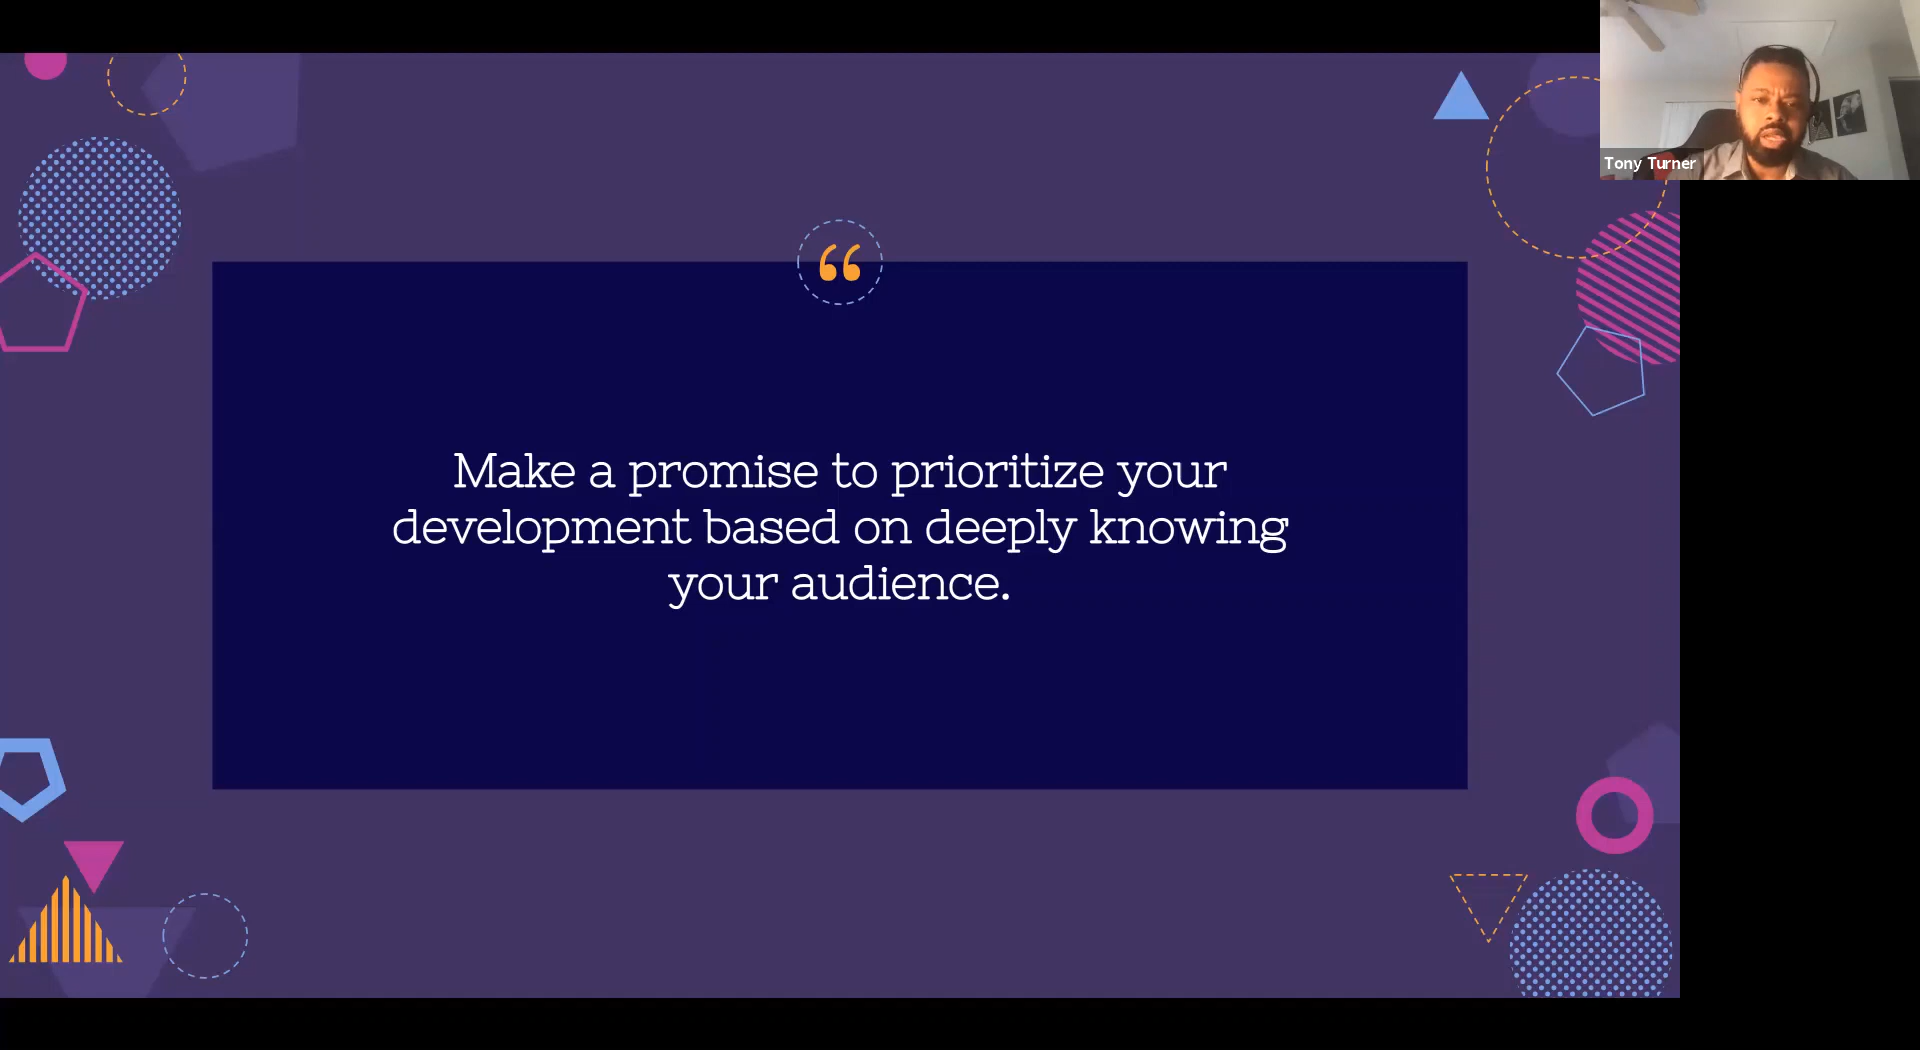 Tony Turner
“
Make a promise to prioritize your
development based on deeply knowing
your audience.